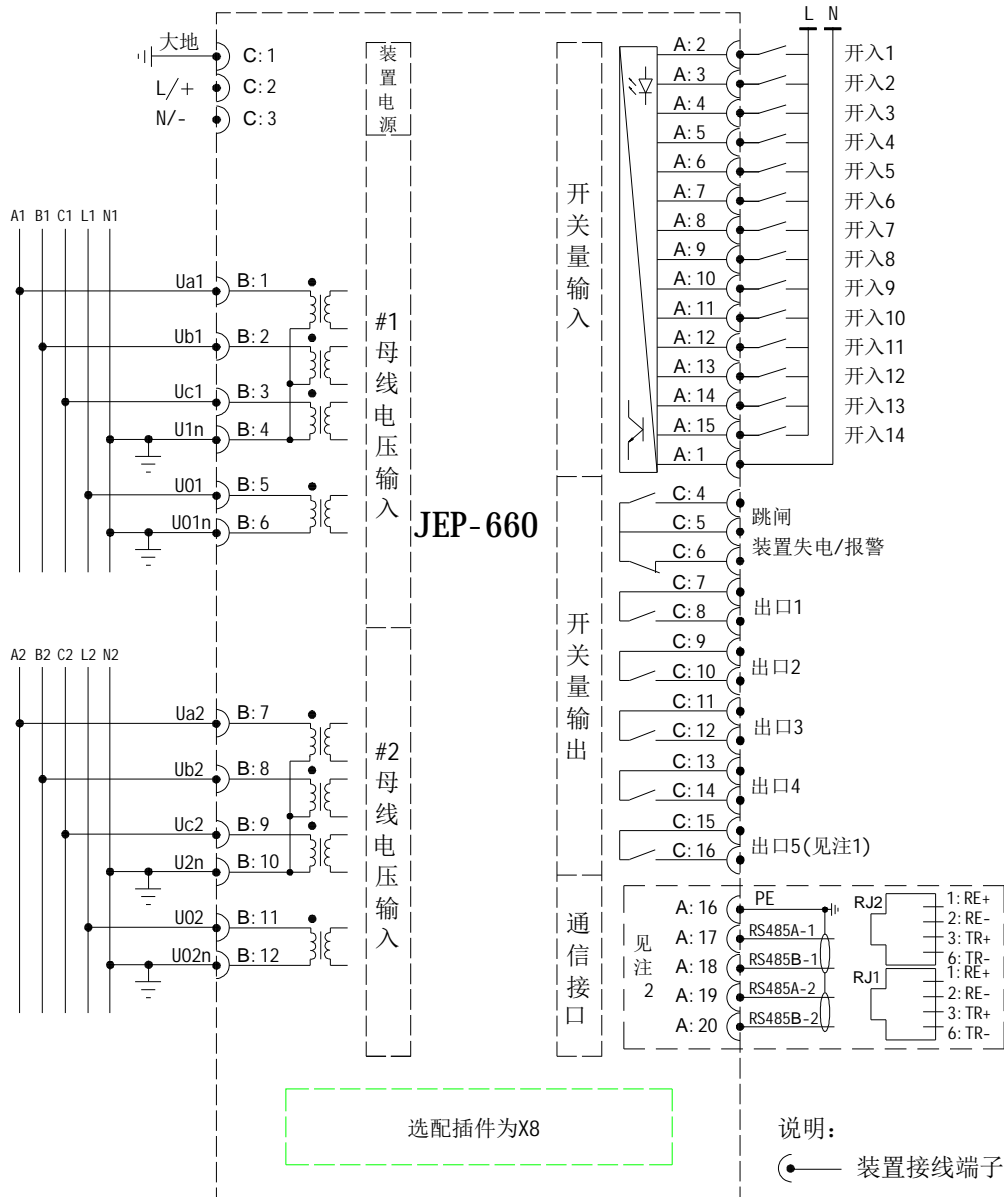 大地
C:1
L/+
C:2
N/-
C:3
装置电源
A1 B1 C1 L1 N1
Ua1
B:1
Ub1
B:2
Uc1
B:3
U1n
B:4
U01
B:5
U01n
B:6
#1母线电压输入
A2 B2 C2 L2 N2
Ua2
B:7
Ub2
B:8
Uc2
B:9
U2n
B:10
U02
B:11
U02n
B:12
#2母线电压输入
JEP-660
开关量输入
L N
A:2
开入1
A:3
开入2
A:4
开入3
A:5
开入4
A:6
开入5
A:7
开入6
A:8
开入7
A:9
开入8
A:10
开入9
A:11
开入10
A:12
开入11
A:13
开入12
A:14
开入13
A:15
开入14
A:1
开关量输出
C:4
C:5
C:6
跳闸
装置失电/报警
C:7
C:8
出口1
C:9
C:10
出口2
C:11
C:12
出口3
C:13
C:14
出口4
C:15
C:16
出口5(见注1)
通信接口
见注2
A:16
PE
A:17
RS485A-1
A:18
RS485B-1
A:19
RS485A-2
A:20
RS485B-2
RJ2
1:RE+
2:RE-
3:TR+
6:TR-
RJ1
1:RE+
2:RE-
3:TR+
6:TR-
选配插件为X8
说明:
装置接线端子